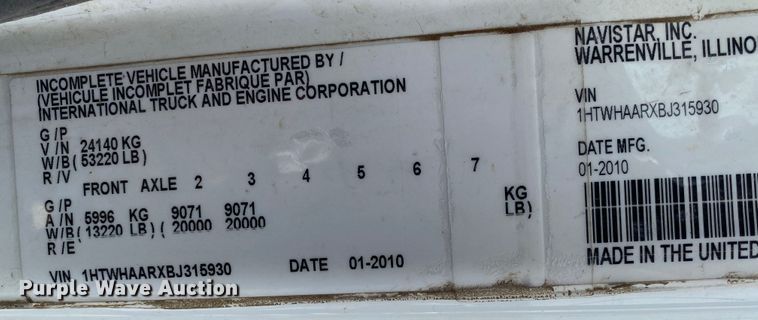 INCOMPLETE VEHICLE MANUFACTURED BY /
(VEHICULE INCOMPLET FABRIQUE PAR)
INTERNATIONAL TRUCK AND ENGINE CORPORATION
G/P
V/N 24140 KG
W/B( 53220 LB)
R/V
FRONT AXLE 2 3 4 5 6 7
G/P
A/N 5996 KG 9071 9071 KG
W/B( 13220 LB) ( 20000 20000 LB)
R/E
VIN 1HTWHAARXBJ315930 DATE 01-2010
NAVISTAR, INC.
WARRENVILLE, ILLINO
VIN
1HTWHAARXBJ315930
DATE MFG.
01-2010
MADE IN THE UNITED
Purple Wave Auction